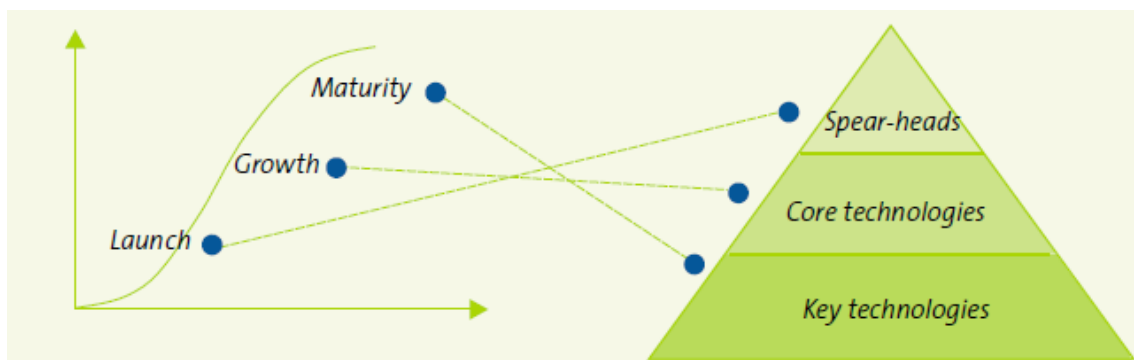 Maturity
Growth
Launch
Spear-heads
Core technologies
Key technologies